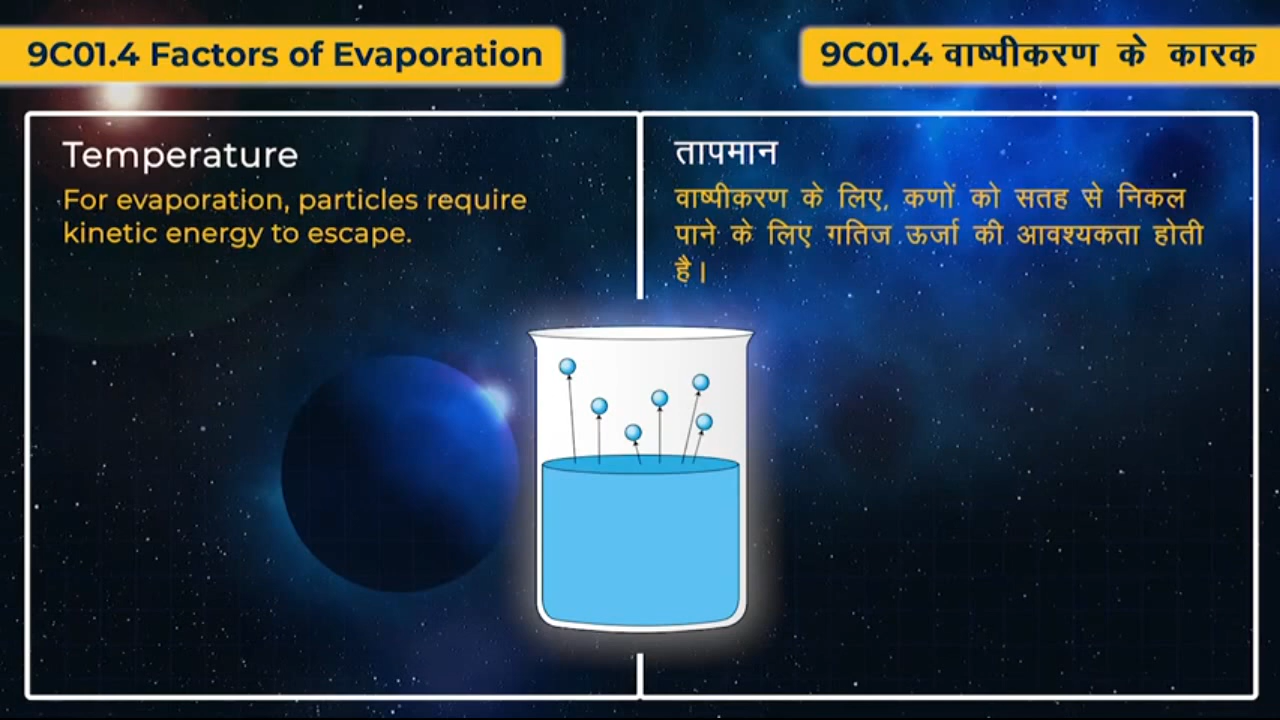 9C01.4 Factors of Evaporation
9C01.4 वाष्पीकरण के कारक
Temperature
For evaporation, particles require
kinetic energy to escape.
तापमान
वाष्पीकरण के लिए, कणों को सतह से निकल
पाने के लिए गतिज ऊर्जा की आवश्यकता होती
है।